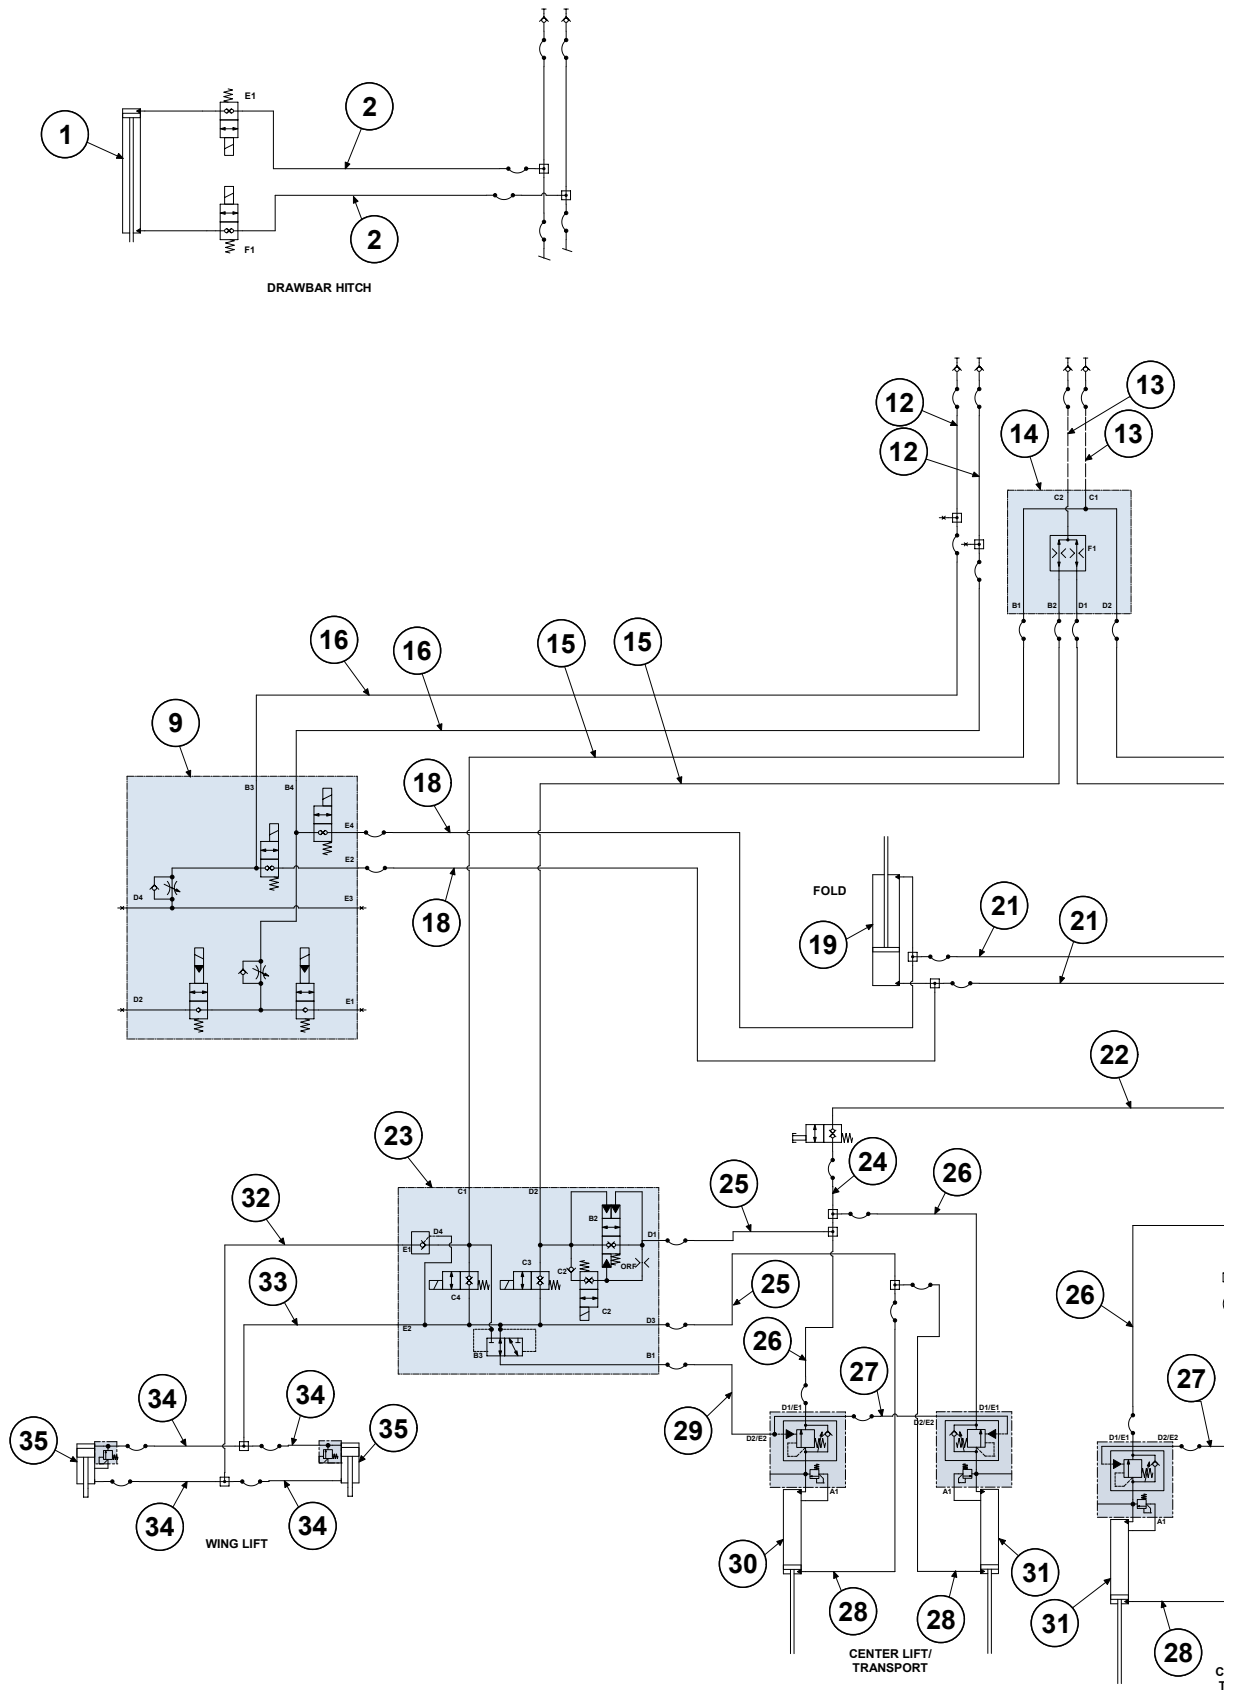 E1
2
1
2
F1
DRAWBAR HITCH
13
12
14
13
12
C2 C1
F1
B1 B2 D1 D2
16
16
15
15
9
B3 B4
18
E4
E2
D4 E3
18
FOLD
19
21
21
D2 E1
22
23
24
26
25
32
C1 D2
B2
D4
D1
E1
C3
C2
ORF
C4
C2
25
33
E2 D3
B3
B1
26
26
27
27
34
34
35
35
29
D1/E1 D1/E1
D2/E2 D2/E2
D1/E1 D2/E2
A1 A1
A1
34
34
WING LIFT
30
31
31
28
28
28
CENTER LIFT/
TRANSPORT